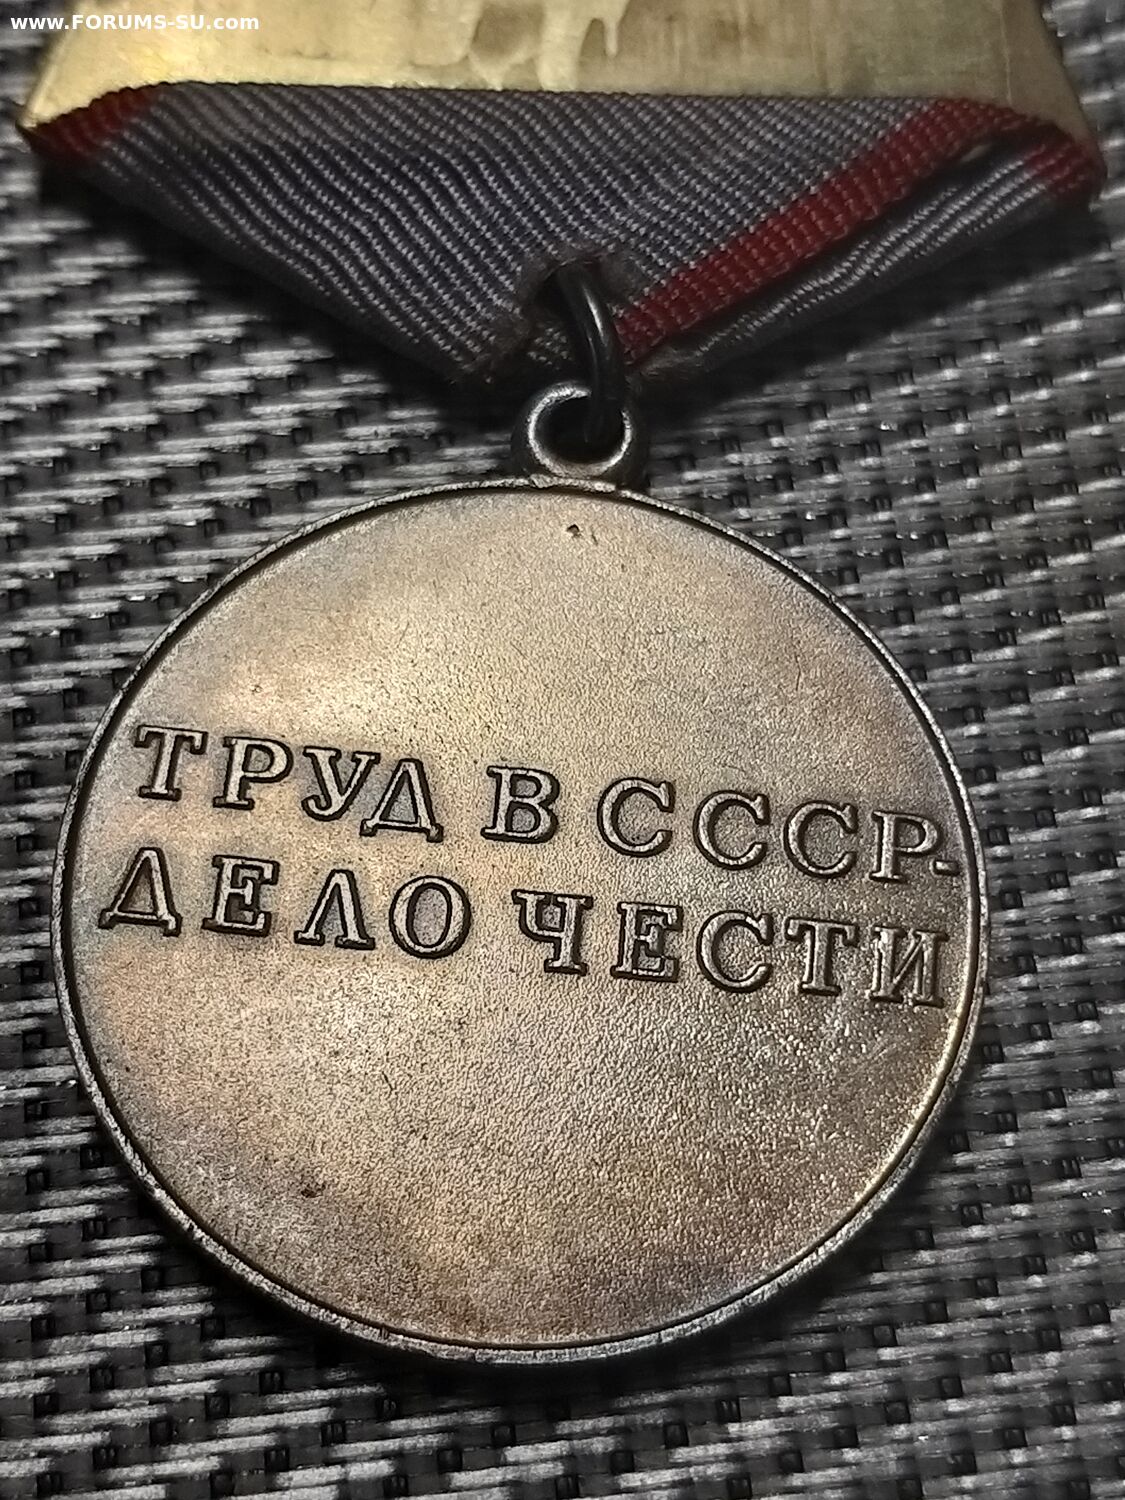 www.FORUMS-SU.com
ТРУД В СССР-
ДЕЛО ЧЕСТИ